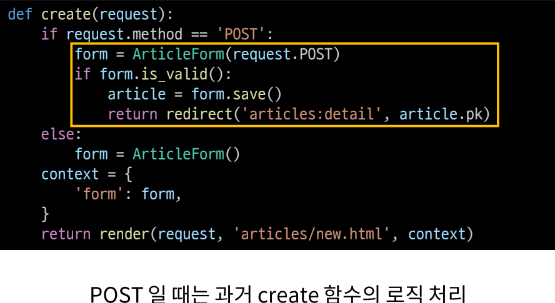 def create(request):
    if request.method == 'POST':
        form = ArticleForm(request.POST)
        if form.is_valid():
            article = form.save()
            return redirect('articles:detail', article.pk)
    else:
        form = ArticleForm()
    context = {
        'form': form,
    }
    return render(request, 'articles/new.html', context)
POST 일 때는 과거 create 함수의 로직 처리